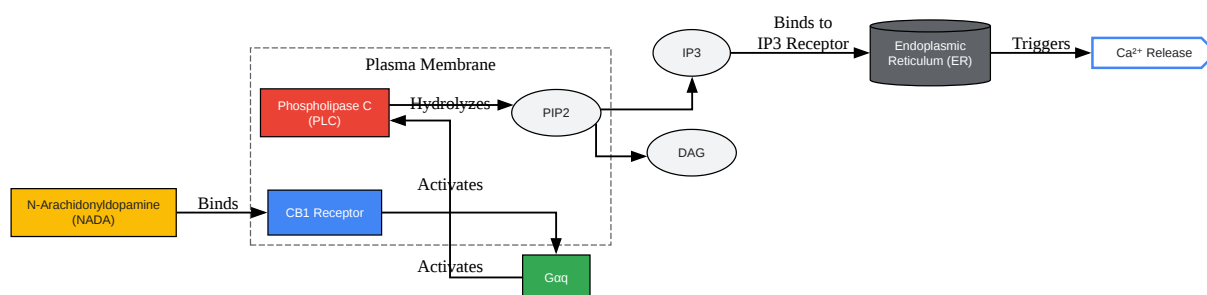 Binds to
IP3 Receptor
IP3
Endoplasmic
Reticulum (ER)
Triggers
Ca²⁺ Release
Plasma Membrane
Phospholipase C
(PLC)
Hydrolyzes
PIP2
DAG
N-Arachidonyldopamine
(NADA)
Binds
CB1 Receptor
Activates
Activates
Gαq